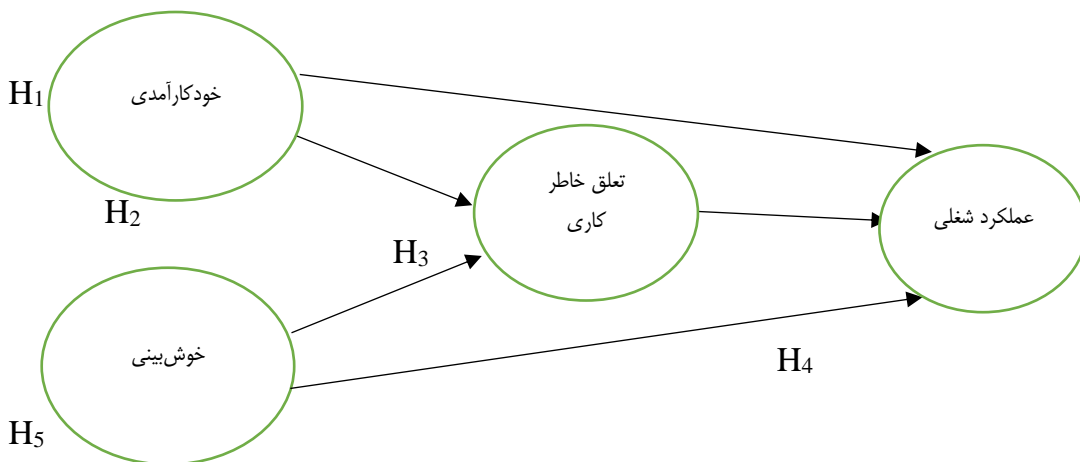 H1
خودکارآمدی
H2
تعلق خاطر
کاری
عملکرد شغلی
H3
خوش‌بینی
H4
H5